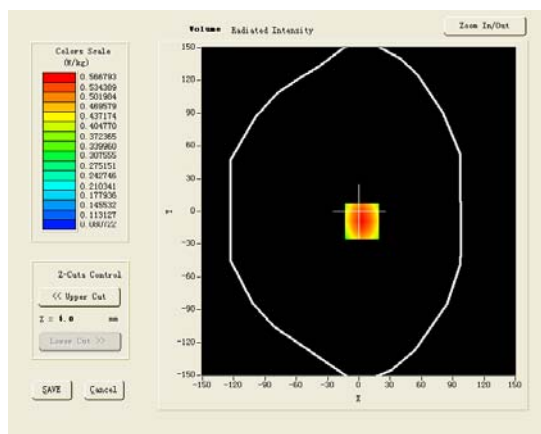 Volume Radiated Intensity
Zoom In/Out
Colors Scale
(W/kg)
0.566793
0.534389
0.501984
0.469579
0.437174
0.404770
0.372365
0.339960
0.307555
0.275151
0.242746
0.210341
0.177936
0.145532
0.113127
0.080722
150
120
90
60
30
0
-30
-60
-90
-120
-150
Y
-150 -120 -90 -60 -30 0 30 60 90 120 150
X
Z-Cuts Control
<< Upper Cut
Z = 4.0 mm
Lower Cut >>
SAVE Cancel